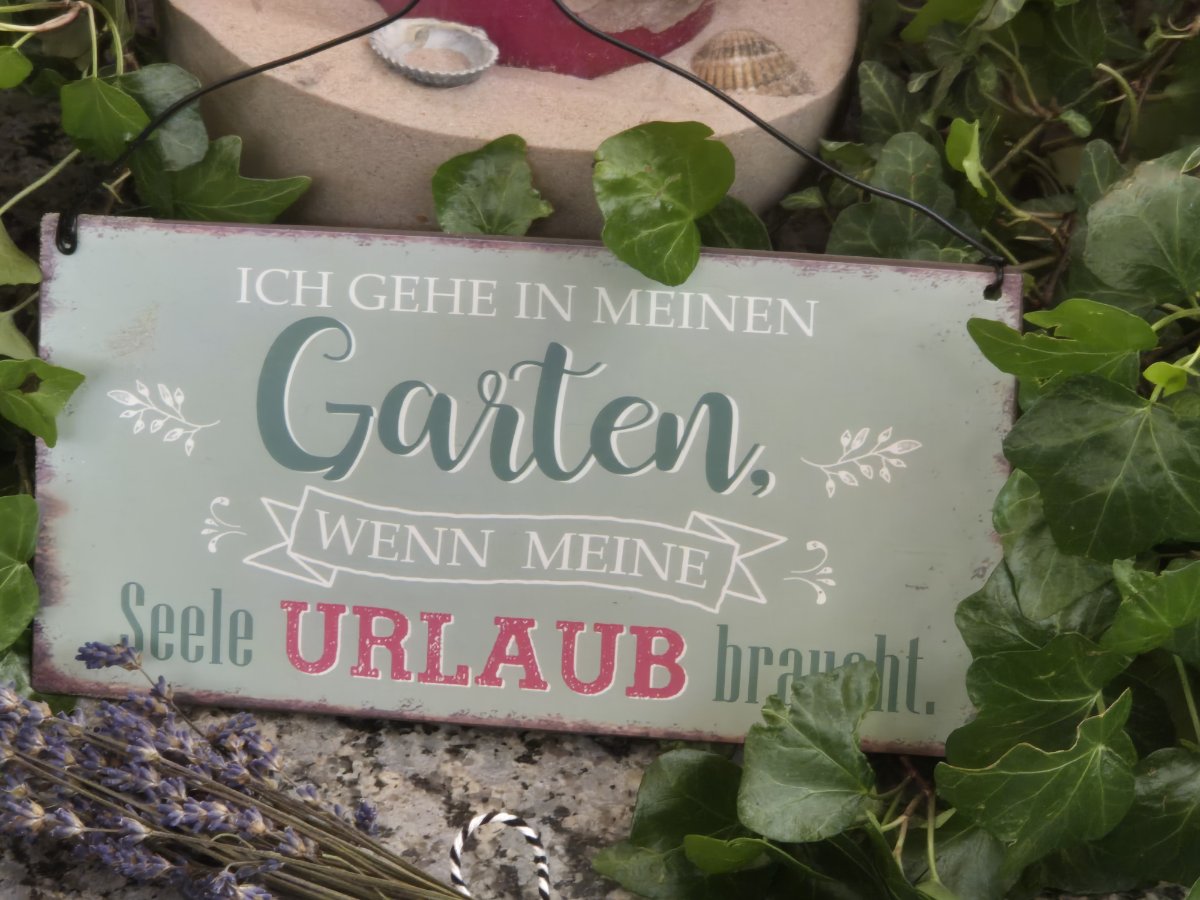 ICH GEHE IN MEINEN
Garten,
WENN MEINE
Seele URLAUB braucht.